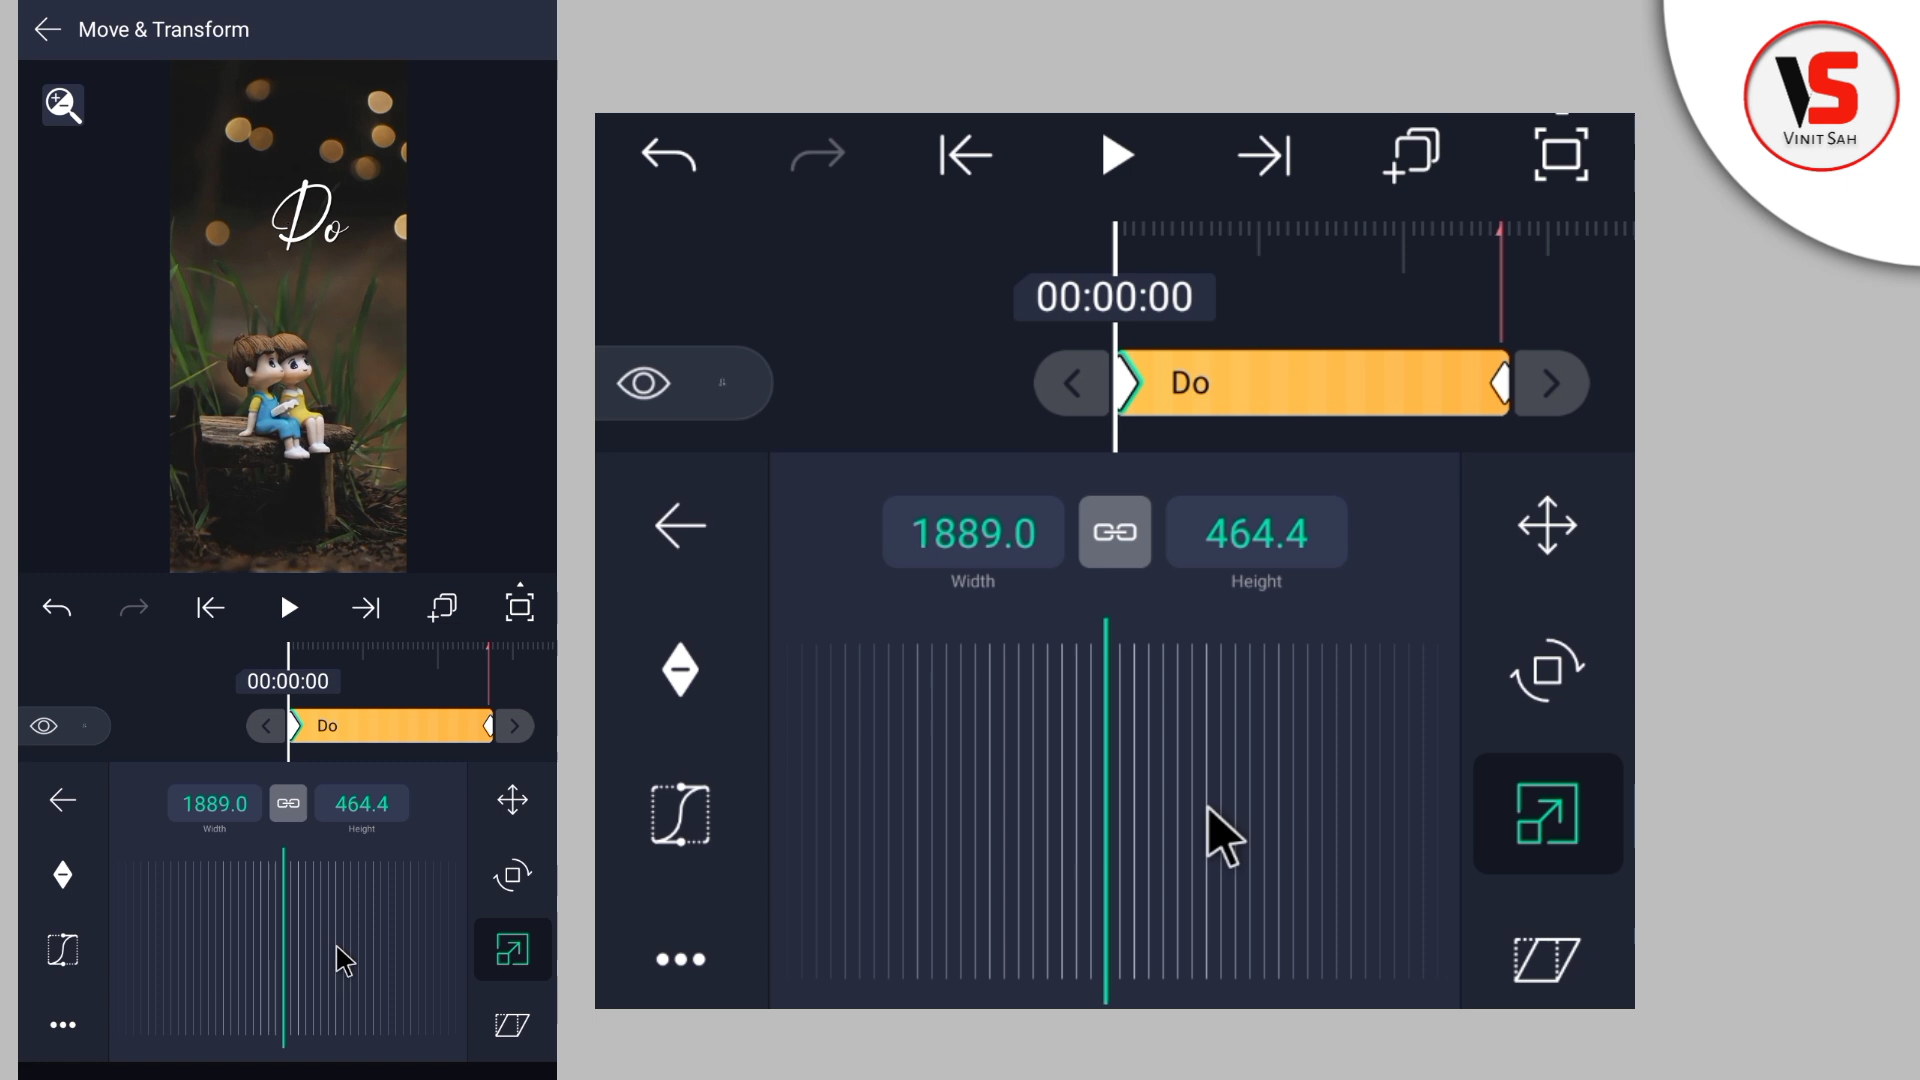 Move & Transform
Do
00:00:00
Do
1889.0
464.4
Width
Height
00:00:00
Do
1889.0
464.4
Width
Height
VS
VINIT SAH